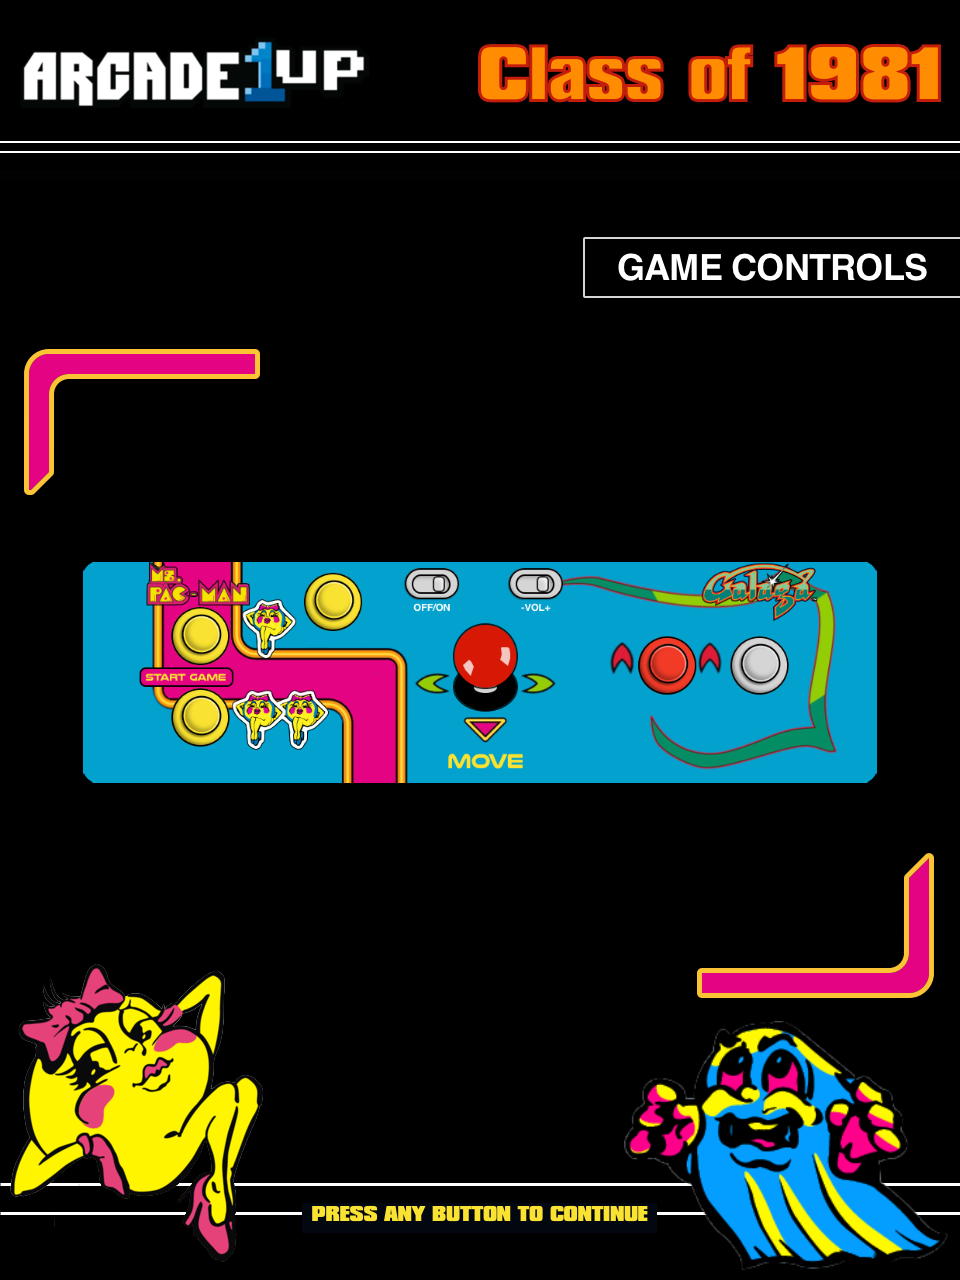 ARCADE1UP
Class of 1981
GAME CONTROLS
Ms.
PAC-MAN
OFF/ON
-VOL+
Galaga
START GAME
MOVE
PRESS ANY BUTTON TO CONTINUE